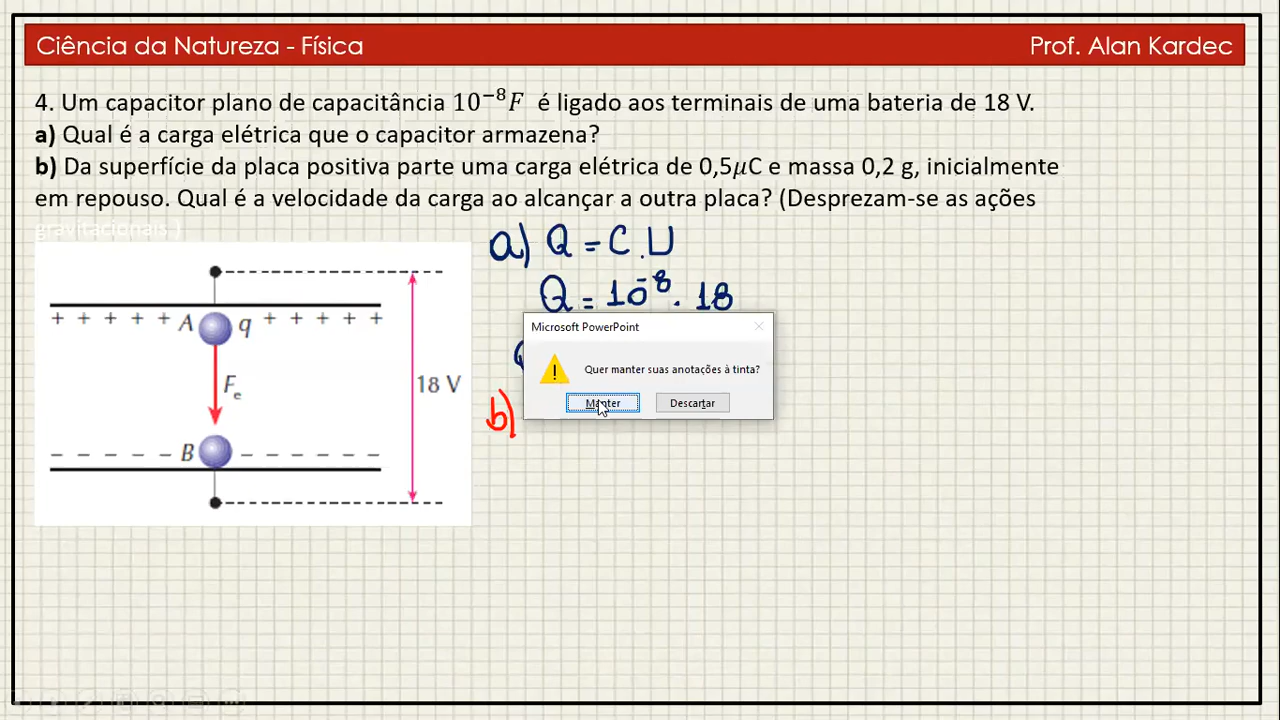 Ciência da Natureza - Física
Prof. Alan Kardec
4. Um capacitor plano de capacitância 10⁻⁸F é ligado aos terminais de uma bateria de 18 V.
a) Qual é a carga elétrica que o capacitor armazena?
b) Da superfície da placa positiva parte uma carga elétrica de 0,5μC e massa 0,2 g, inicialmente
em repouso. Qual é a velocidade da carga ao alcançar a outra placa? (Desprezam-se as ações
gravitacionais.)
a) Q = C.U
Q = 10⁻⁸. 18
Microsoft PowerPoint
Quer manter suas anotações à tinta?
Manter
Descartar
b)
+ + + + + A q + + + + +
Fe
18 V
– – – – – B – – – – – –